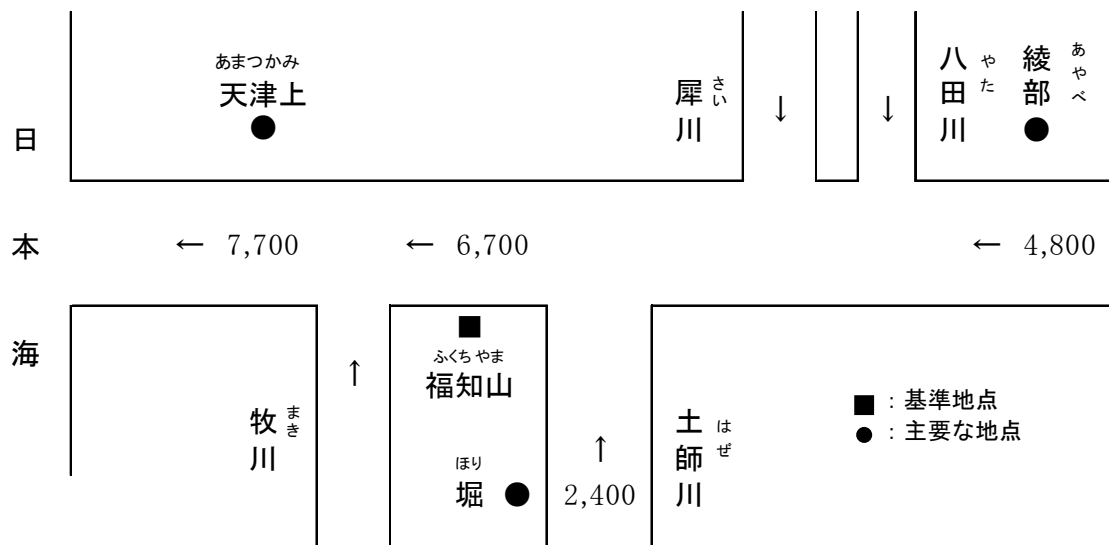 あまつかみ
天津上
犀川
さい
↓
↓
八田川
やた
綾部
あやべ
日本海
← 7,700
← 6,700
← 4,800
牧川
まき
↑
ふくちやま
福知山
ほり
堀
↑
2,400
土師川
はぜ
■ : 基準地点
● : 主要な地点